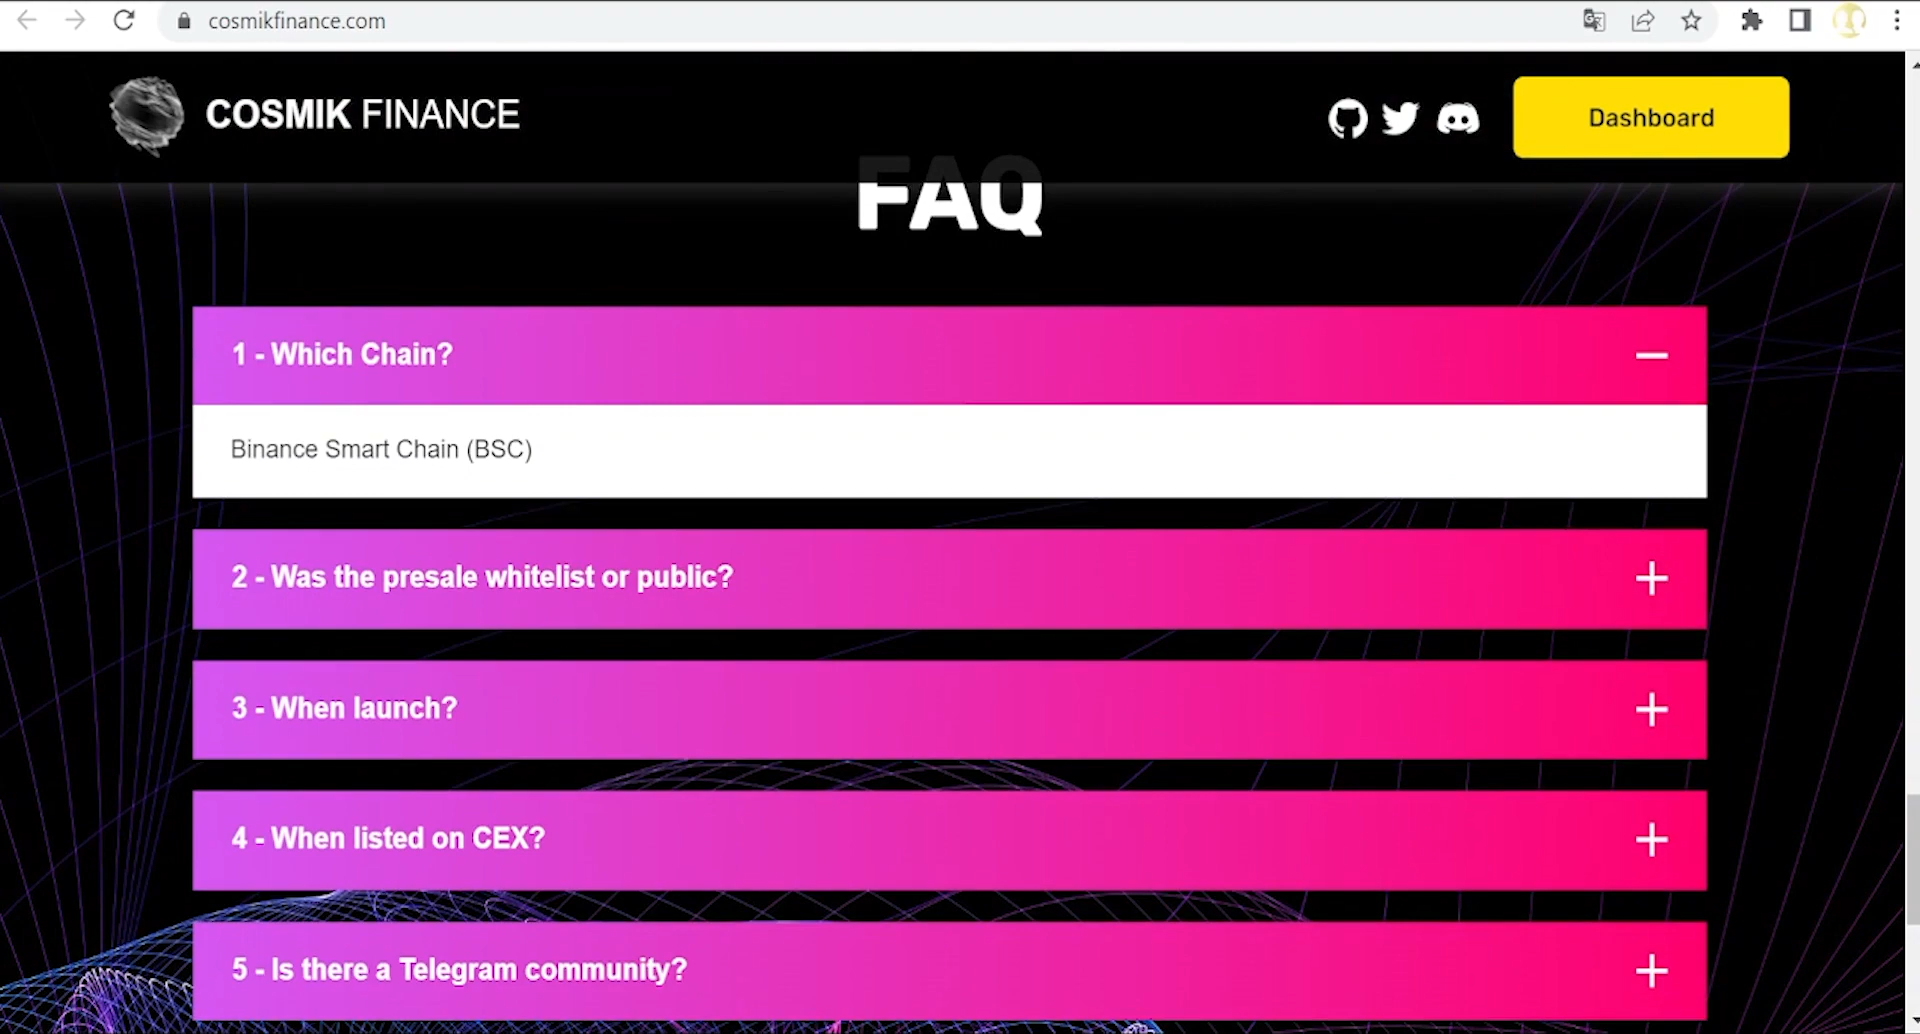 cosmikfinance.com
COSMIK FINANCE
Dashboard
FAQ
1 - Which Chain?
Binance Smart Chain (BSC)
2 - Was the presale whitelist or public?
3 - When launch?
4 - When listed on CEX?
5 - Is there a Telegram community?